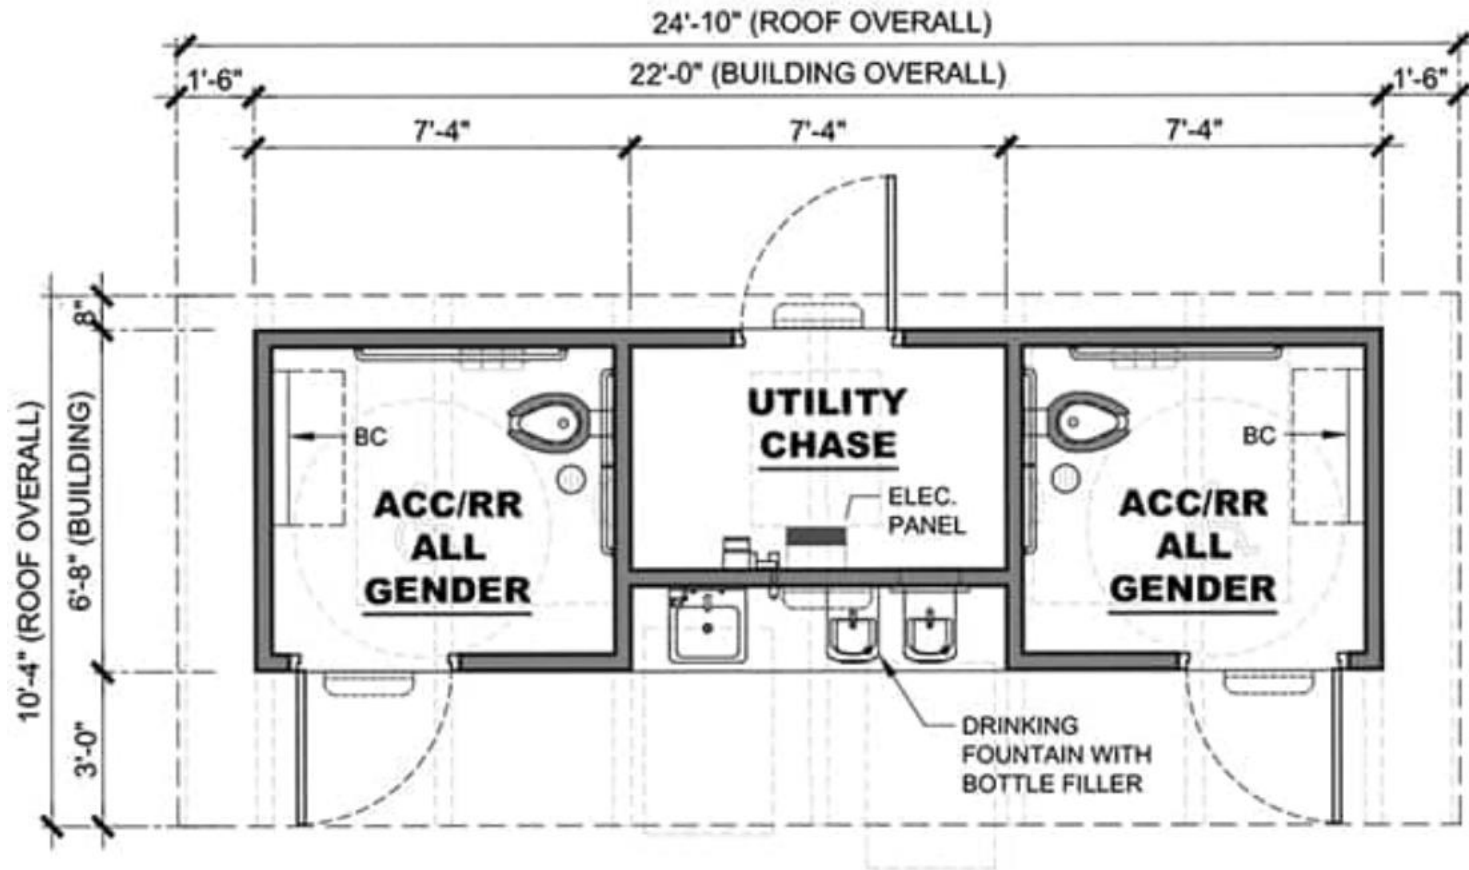 24'-10" (ROOF OVERALL)
1'-6"
22'-0" (BUILDING OVERALL)
1'-6"
7'-4"
7'-4"
7'-4"
8"
10'-4" (ROOF OVERALL)
6'-8" (BUILDING)
3'-0"
BC
ACC/RR
ALL
GENDER
UTILITY
CHASE
ELEC.
PANEL
BC
ACC/RR
ALL
GENDER
DRINKING
FOUNTAIN WITH
BOTTLE FILLER